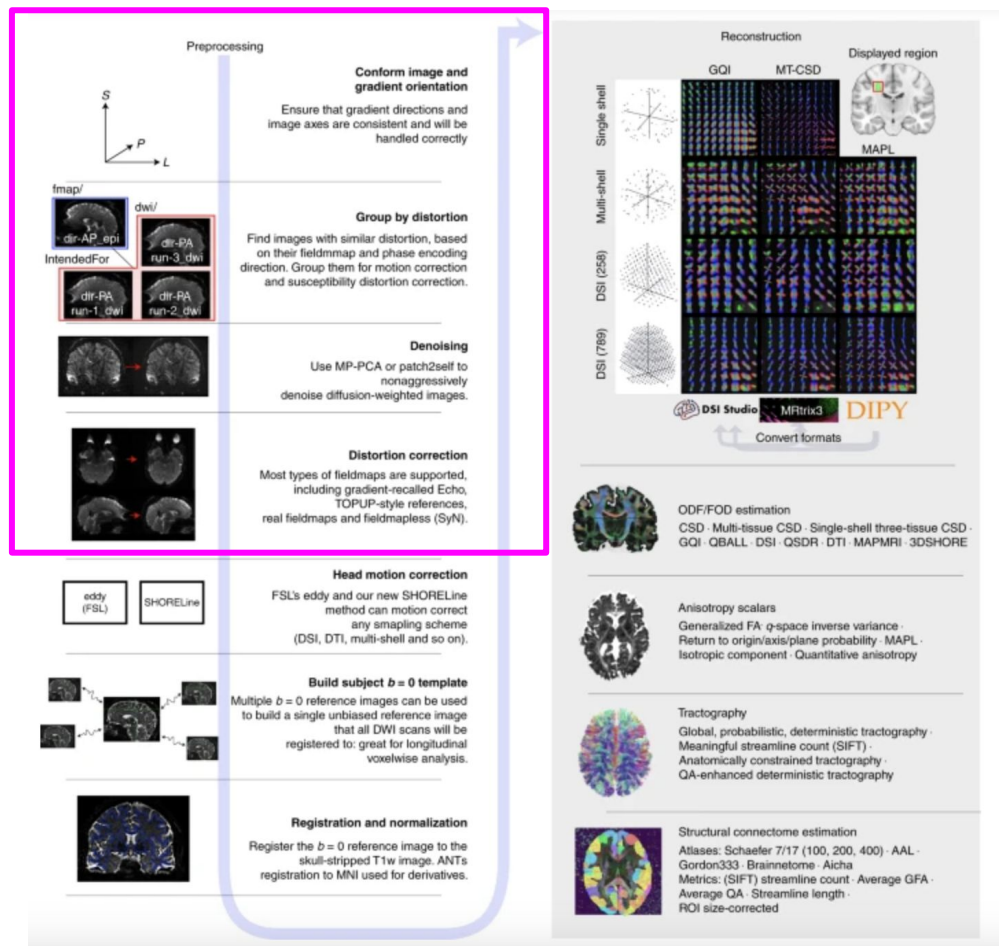 Preprocessing
Conform image and
gradient orientation
Ensure that gradient directions and
image axes are consistent and will be
handled correctly
S
P
L
fmap/
dir-AP_epi
dwi/
dir-PA
run-3_dwi
IntendedFor
dir-PA
run-1_dwi
dir-PA
run-2_dwi
Group by distortion
Find images with similar distortion, based
on their fieldmmap and phase encoding
direction. Group them for motion correction
and susceptibility distortion correction.
Denoising
Use MP-PCA or patch2self to
nonaggressively
denoise diffusion-weighted images.
Distortion correction
Most types of fieldmaps are supported,
including gradient-recalled Echo,
TOPUP-style references,
real fieldmaps and fieldmapless (SyN).
Head motion correction
eddy
(FSL)
SHORELine
FSL's eddy and our new SHORELine
method can motion correct
any smapling scheme
(DSI, DTI, multi-shell and so on).
Build subject b = 0 template
Multiple b = 0 reference images can be used
to build a single unbiased reference image
that all DWI scans will be
registered to: great for longitudinal
voxelwise analysis.
Registration and normalization
Register the b = 0 reference image to the
skull-stripped T1w image. ANTs
registration to MNI used for derivatives.
Reconstruction
Displayed region
GQI
MT-CSD
MAPL
Single shell
Multi-shell
DSI (258)
DSI (789)
DSI Studio
MRtrix3
DIPY
Convert formats
ODF/FOD estimation
CSD · Multi-tissue CSD · Single-shell three-tissue CSD ·
GQI · QBALL · DSI · QSDR · DTI · MAPMRI · 3DSHORE
Anisotropy scalars
Generalized FA· q-space inverse variance ·
Return to origin/axis/plane probability · MAPL ·
Isotropic component · Quantitative anisotropy
Tractography
Global, probabilistic, deterministic tractography ·
Meaningful streamline count (SIFT) ·
Anatomically constrained tractography ·
QA-enhanced deterministic tractography
Structural connectome estimation
Atlases: Schaefer 7/17 (100, 200, 400) · AAL ·
Gordon333 · Brainnetome · Aicha
Metrics: (SIFT) streamline count · Average GFA ·
Average QA · Streamline length ·
ROI size-corrected